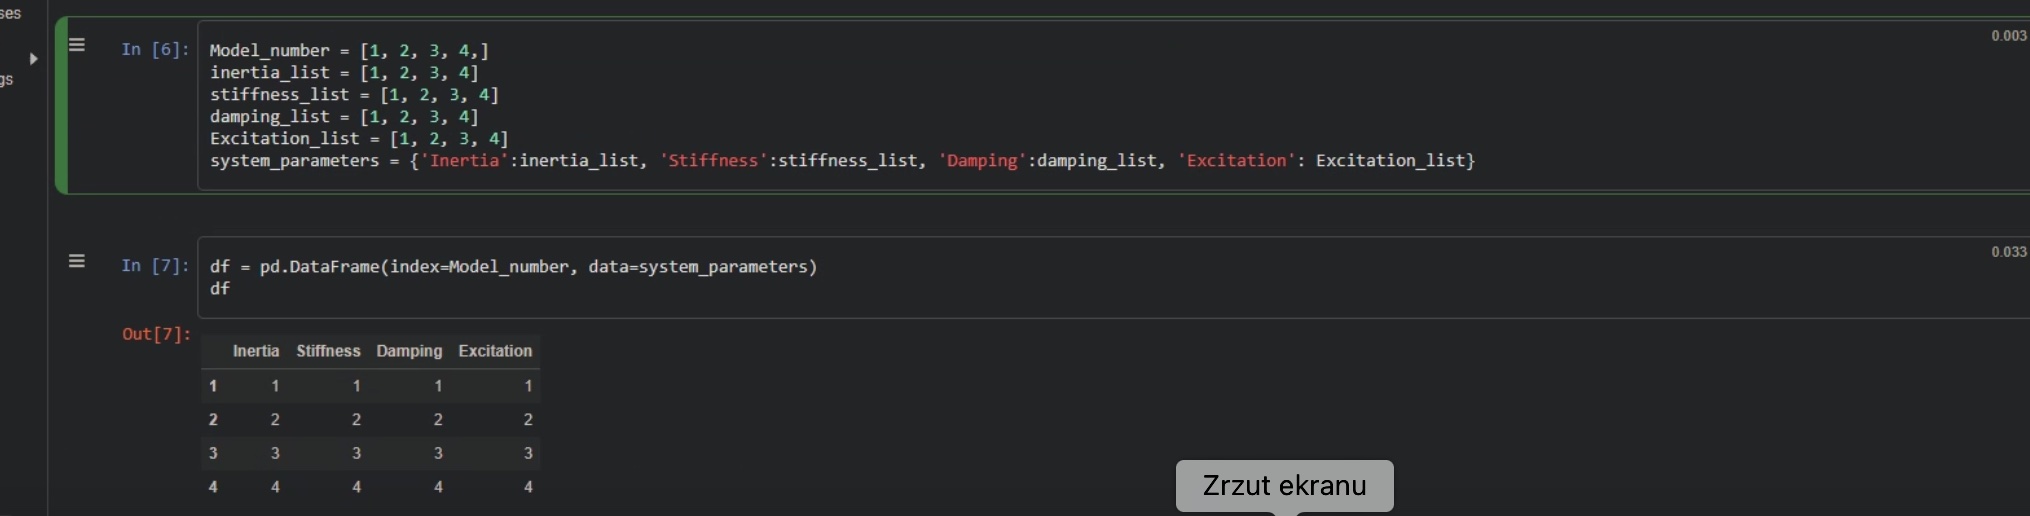 ses
gs
In [6]:
Model_number = [1, 2, 3, 4,]
inertia_list = [1, 2, 3, 4]
stiffness_list = [1, 2, 3, 4]
damping_list = [1, 2, 3, 4]
Excitation_list = [1, 2, 3, 4]
system_parameters = {'Inertia':inertia_list, 'Stiffness':stiffness_list, 'Damping':damping_list, 'Excitation': Excitation_list}
0.003
In [7]:
df = pd.DataFrame(index=Model_number, data=system_parameters)
df
0.033
Out[7]:
Inertia Stiffness Damping Excitation
1 1 1 1 1
2 2 2 2 2
3 3 3 3 3
4 4 4 4 4
Zrzut ekranu